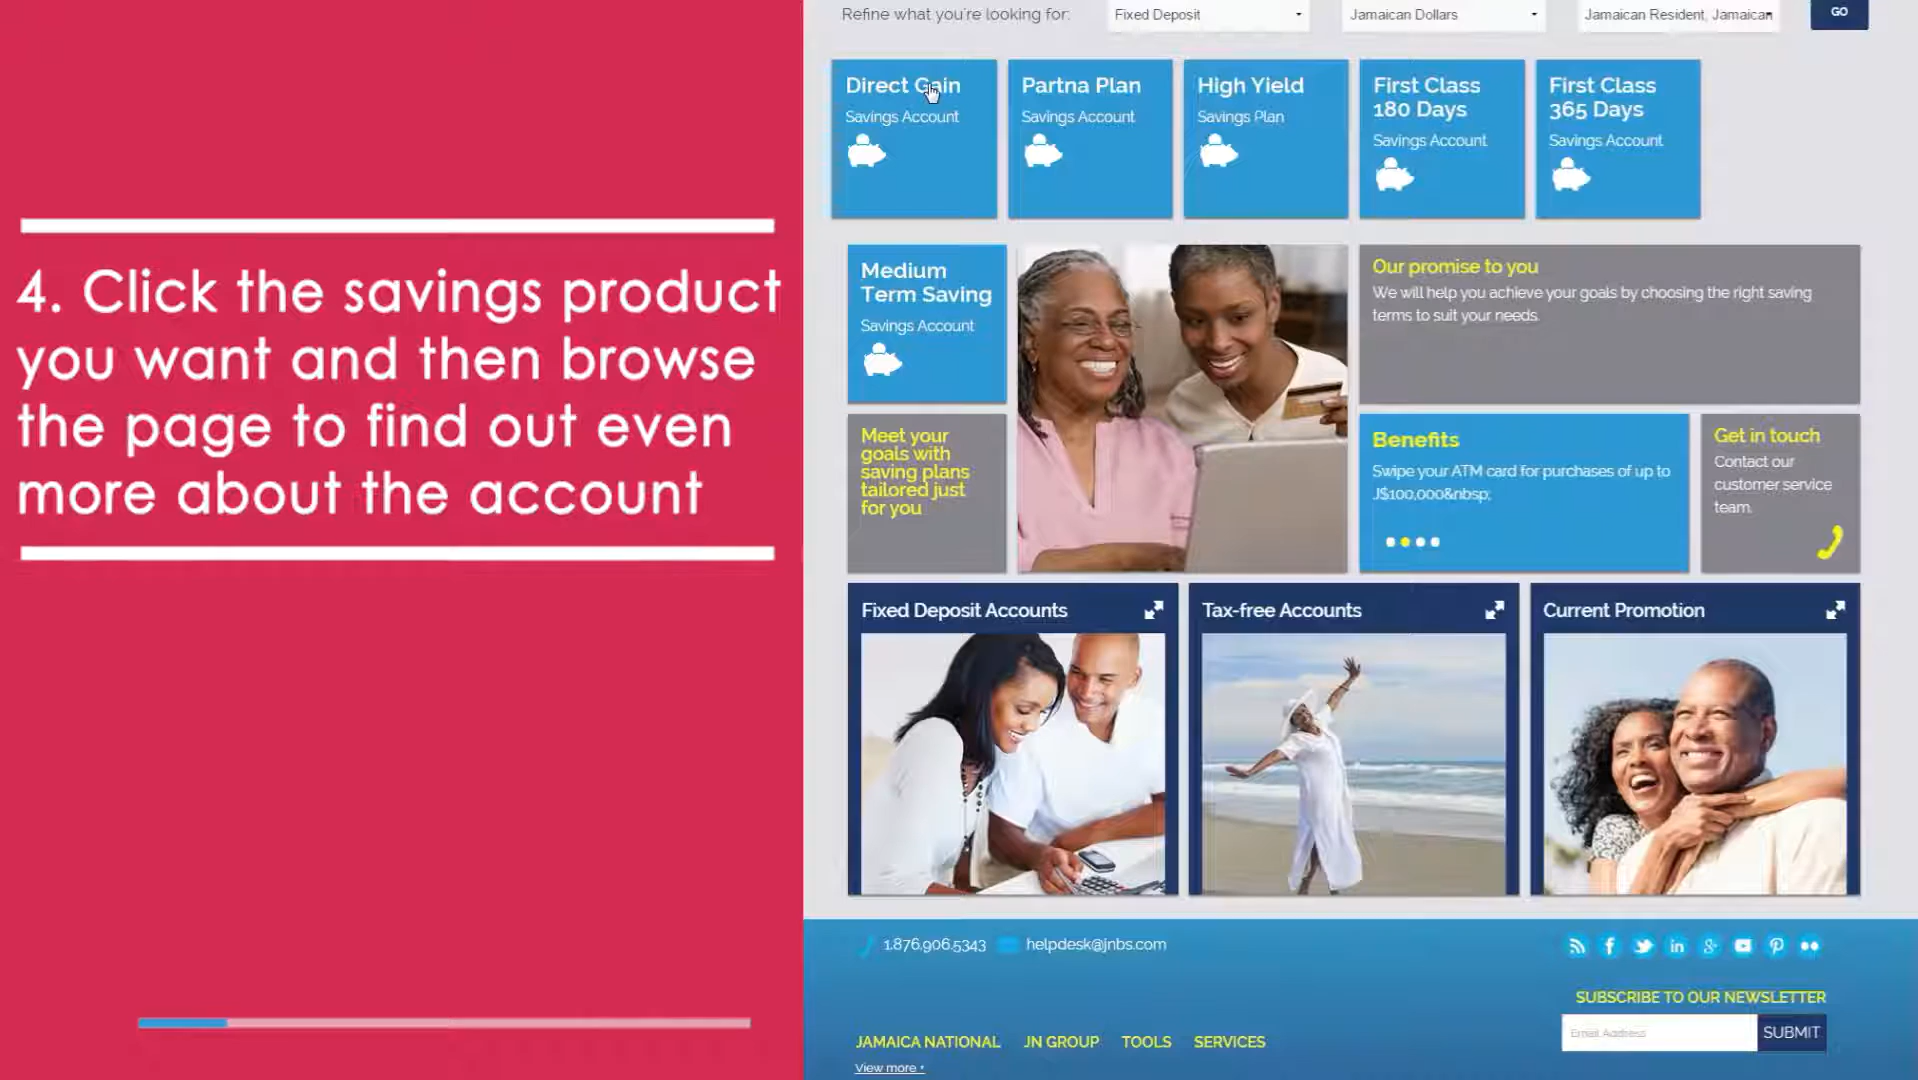 4. Click the savings product
you want and then browse
the page to find out even
more about the account
Refine what you're looking for:
Fixed Deposit
Jamaican Dollars
Jamaican Resident, Jamaican
GO
Direct Gain
Savings Account
Partna Plan
Savings Account
High Yield
Savings Plan
First Class
180 Days
Savings Account
First Class
365 Days
Savings Account
Medium
Term Saving
Savings Account
Our promise to you
We will help you achieve your goals by choosing the right saving
terms to suit your needs.
Meet your
goals with
saving plans
tailored just
for you
Benefits
Swipe your ATM card for purchases of up to
J$100,000&nbsp;
Get in touch
Contact our
customer service
team.
Fixed Deposit Accounts
Tax-free Accounts
Current Promotion
1.876.906.5343
helpdesk@jnbs.com
SUBSCRIBE TO OUR NEWSLETTER
Email Address
SUBMIT
JAMAICA NATIONAL
JN GROUP
TOOLS
SERVICES
View more +